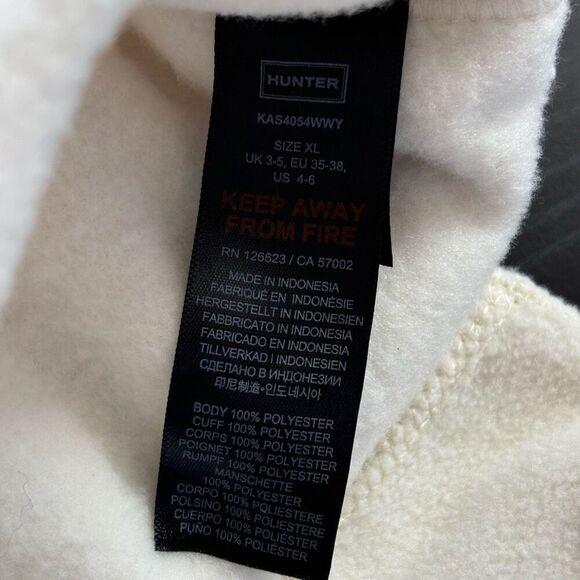 HUNTER
KAS4054WWY
SIZE XL
UK 3-5, EU 35-38,
US 4-6
KEEP AWAY
FROM FIRE
RN 126623 / CA 57002
MADE IN INDONESIA
FABRIQUÉ EN INDONÉSIE
HERGESTELLT IN INDONESIEN
FABBRICATO IN INDONESIA
FABRICADO EN INDONESIA
TILLVERKAD I INDONESIEN
СДЕЛАНО В ИНДОНЕЗИИ
印尼制造•인도네시아
BODY 100% POLYESTER
CUFF 100% POLYESTER
CORPS 100% POLYESTER
POIGNET 100% POLYESTER
RUMPF 100% POLYESTER
MANSCHETTE
100% POLYESTER
CORPO 100% POLIESTERE
POLSINO 100% POLIESTERE
CUERPO 100% POLIÉSTER
PUÑO 100% POLIÉSTER